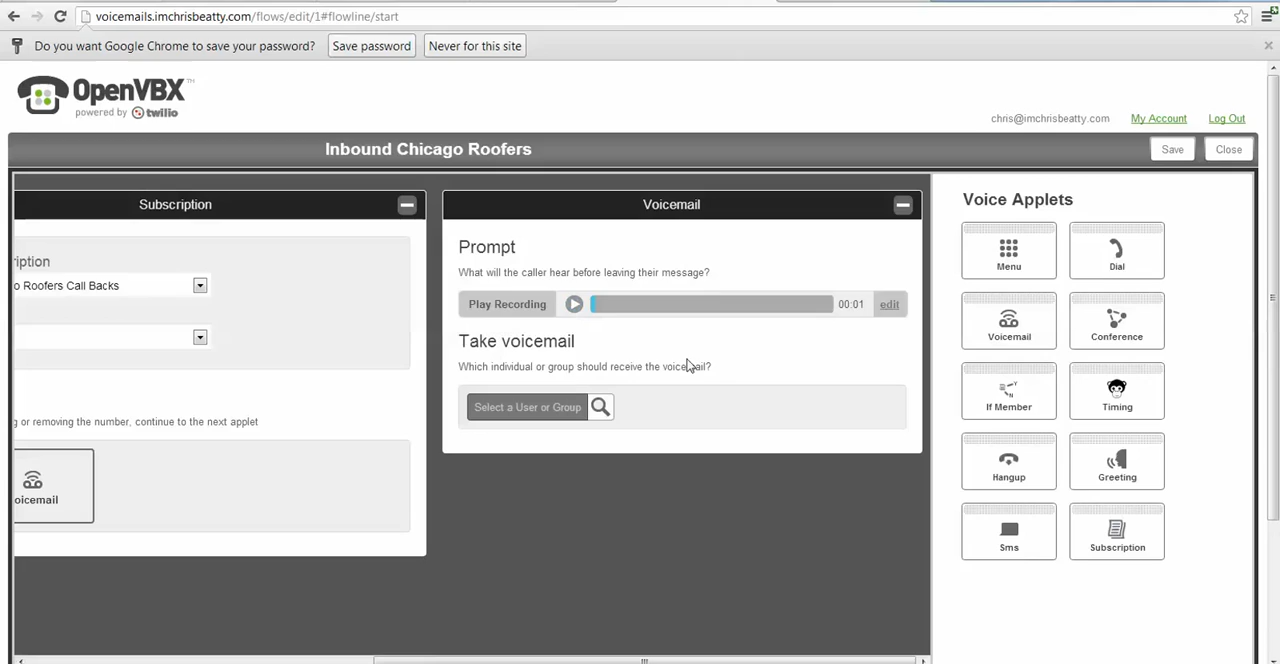 voicemails.imchrisbeatty.com/flows/edit/1#flowline/start
Do you want Google Chrome to save your password? Save password Never for this site
OpenVBX™
powered by twilio
chris@imchrisbeatty.com My Account Log Out
Inbound Chicago Roofers Save Close
Subscription
ription
o Roofers Call Backs
g or removing the number, continue to the next applet
oicemail
Voicemail
Prompt
What will the caller hear before leaving their message?
Play Recording 00:01 edit
Take voicemail
Which individual or group should receive the voicemail?
Select a User or Group
Voice Applets
Menu Dial
Voicemail Conference
If Member Timing
Hangup Greeting
Sms Subscription